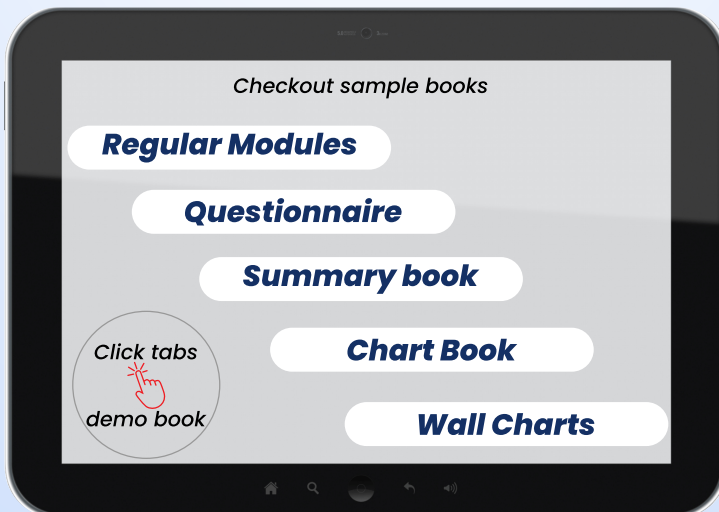 Checkout sample books
Regular Modules
Questionnaire
Summary book
Chart Book
Click tabs
demo book
Wall Charts